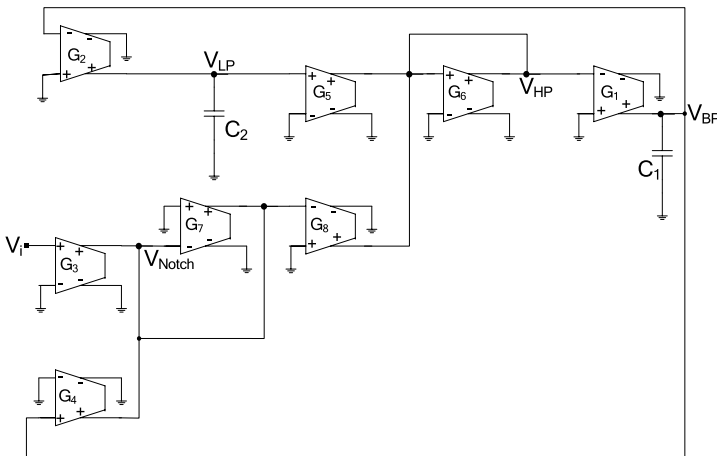 - -
G2
+ +
VLP
C2
+ +
G5
- -
+ +
G6
- -
VHP
- -
G1
+ +
VBP
C1
+ +
G7
- -
- -
G8
+ +
Vi
+ +
G3
- -
VNotch
- -
G4
+ +